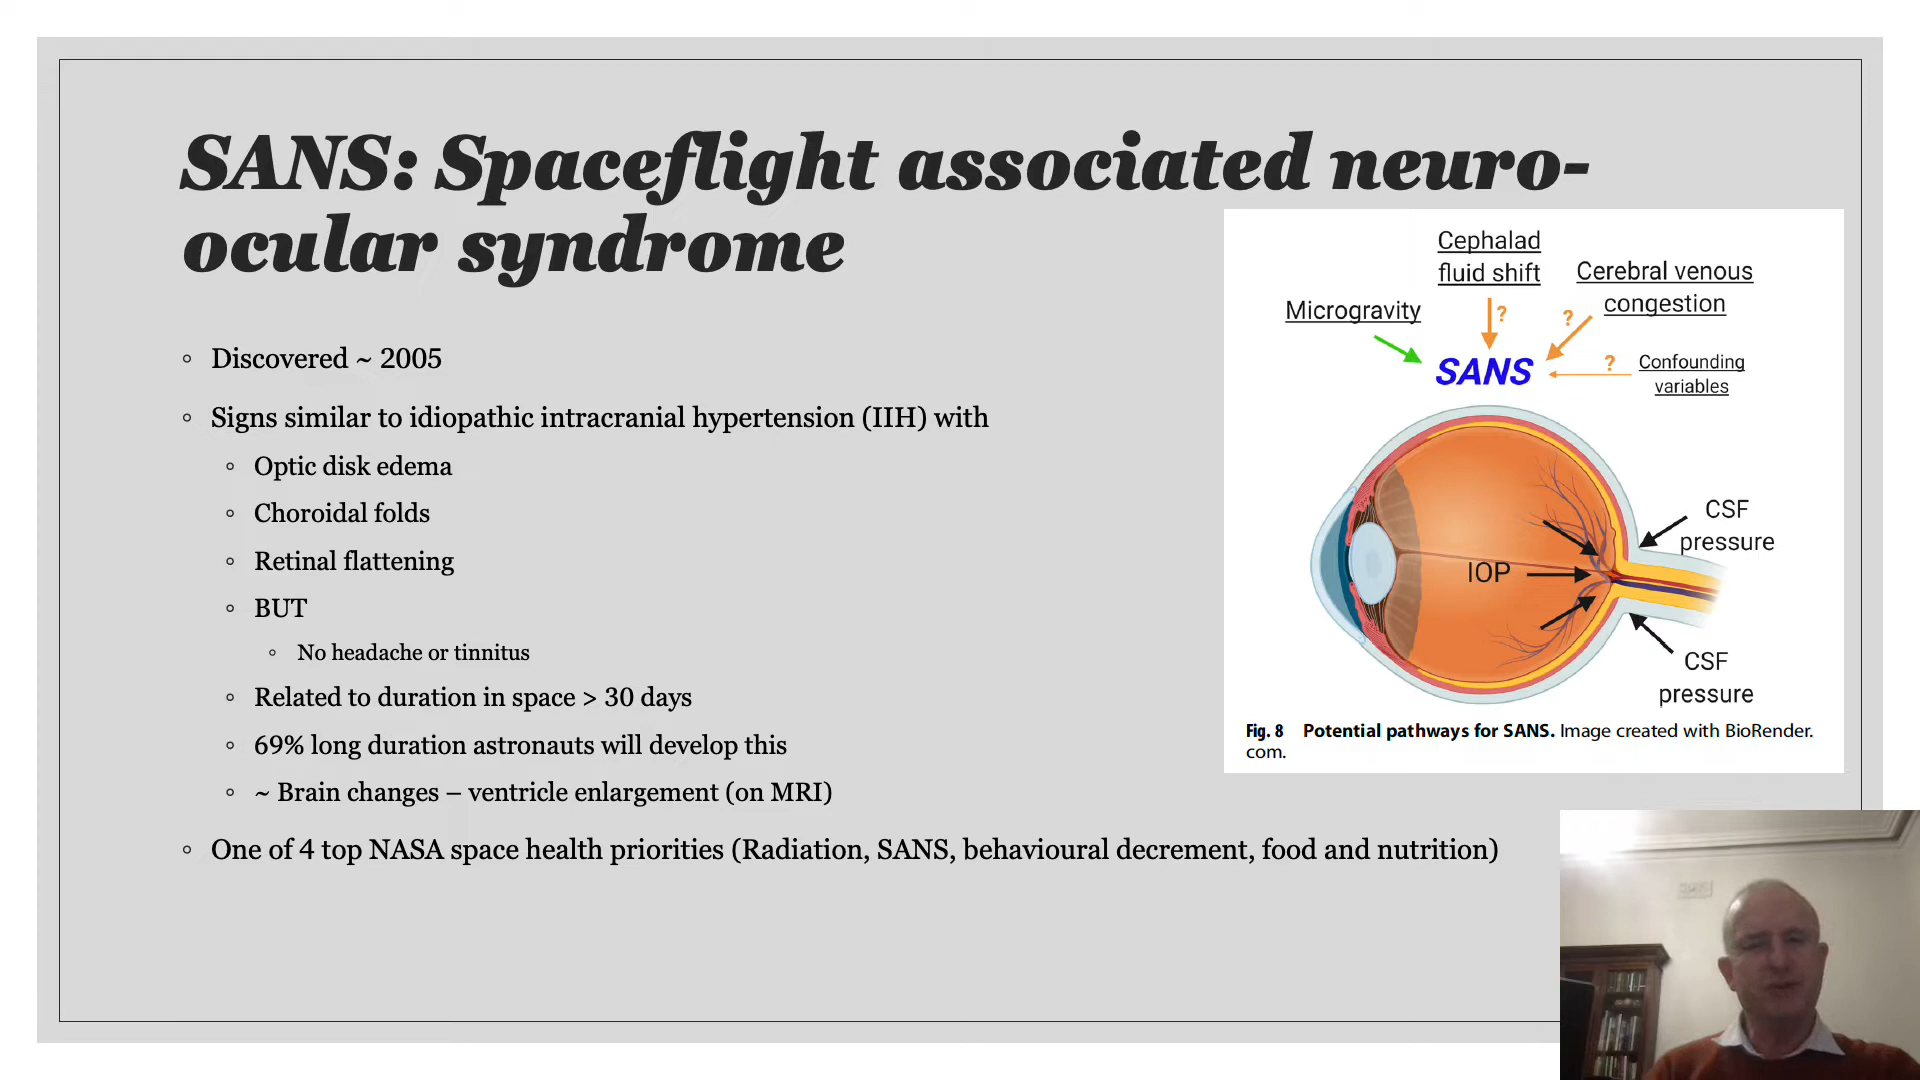 SANS: Spaceflight associated neuro-
ocular syndrome
◦ Discovered ~ 2005
◦ Signs similar to idiopathic intracranial hypertension (IIH) with
◦ Optic disk edema
◦ Choroidal folds
◦ Retinal flattening
◦ BUT
◦ No headache or tinnitus
◦ Related to duration in space > 30 days
◦ 69% long duration astronauts will develop this
◦ ~ Brain changes – ventricle enlargement (on MRI)
◦ One of 4 top NASA space health priorities (Radiation, SANS, behavioural decrement, food and nutrition)
Cephalad
fluid shift
Cerebral venous
congestion
Microgravity
?
?
?
SANS
Confounding
variables
CSF
pressure
IOP
CSF
pressure
Fig. 8 Potential pathways for SANS. Image created with BioRender.
com.